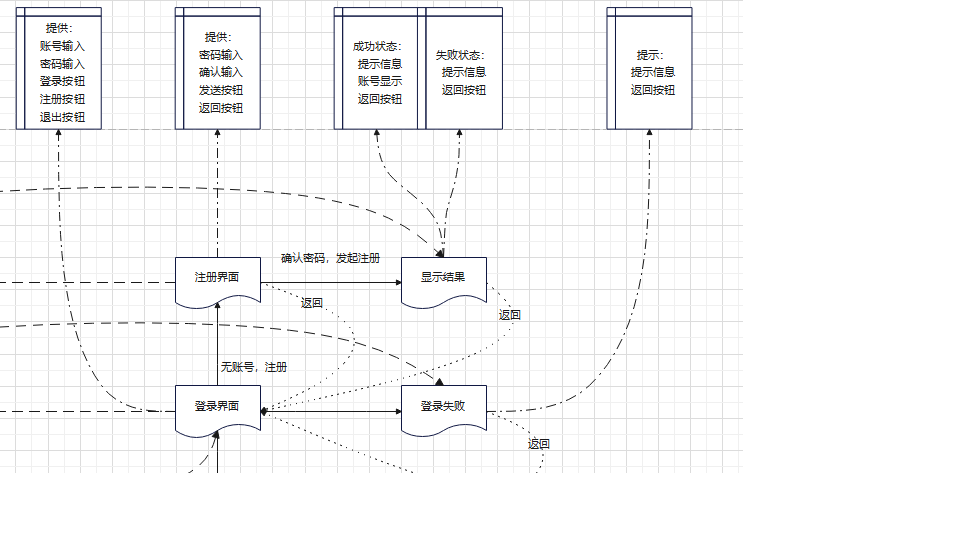 提供：
账号输入
密码输入
登录按钮
注册按钮
退出按钮
提供：
密码输入
确认输入
发送按钮
返回按钮
成功状态：
提示信息
账号显示
返回按钮
失败状态：
提示信息
返回按钮
提示：
提示信息
返回按钮
确认密码，发起注册
注册界面
显示结果
返回
返回
无账号，注册
登录界面
登录失败
返回